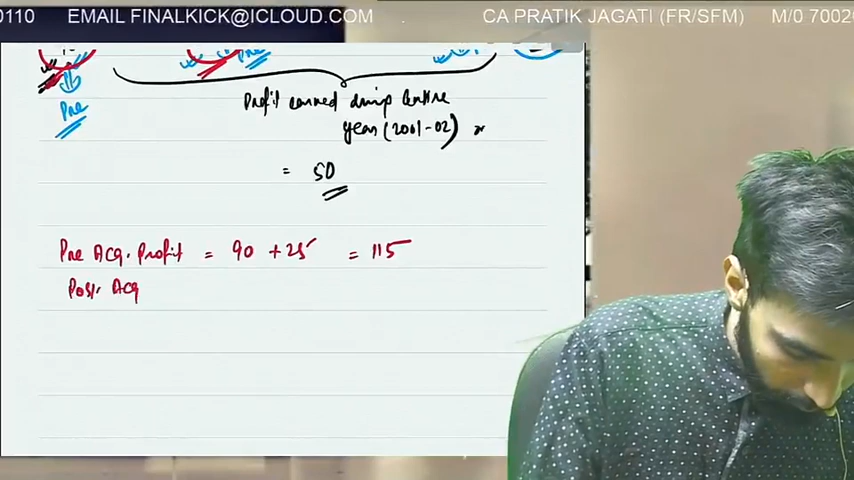 0110 EMAIL FINALKICK@ICLOUD.COM . CA PRATIK JAGATI (FR/SFM) M/0 7002
Pre
Pre
Profit earned during Entire
year (2001-02)
= 50
Pre Acq. Profit = 90 + 25 = 115
Post. Acq